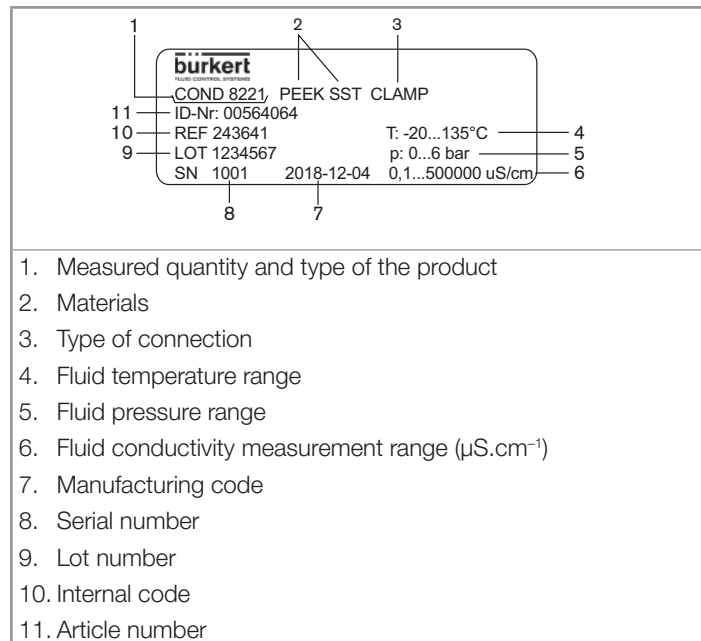 1 2 3
bürkert
FLUID CONTROL SYSTEMS
COND 8221 PEEK SST CLAMP
11 ID-Nr: 00564064
10 REF 243641 T: -20...135°C 4
9 LOT 1234567 p: 0...6 bar 5
SN 1001 2018-12-04 0,1...500000 uS/cm 6
8 7
1. Measured quantity and type of the product
2. Materials
3. Type of connection
4. Fluid temperature range
5. Fluid pressure range
6. Fluid conductivity measurement range (µS.cm⁻¹)
7. Manufacturing code
8. Serial number
9. Lot number
10. Internal code
11. Article number